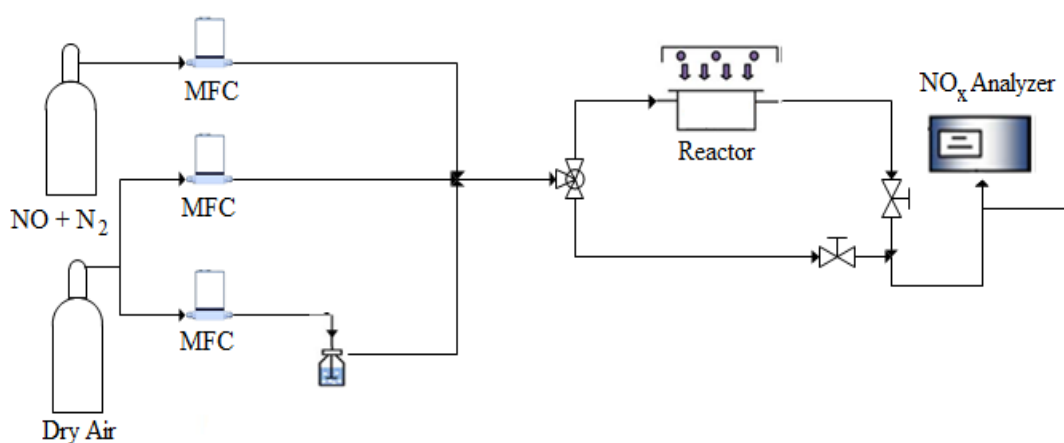 MFC
NO + N₂
MFC
MFC
Dry Air
Reactor
NOₓ Analyzer